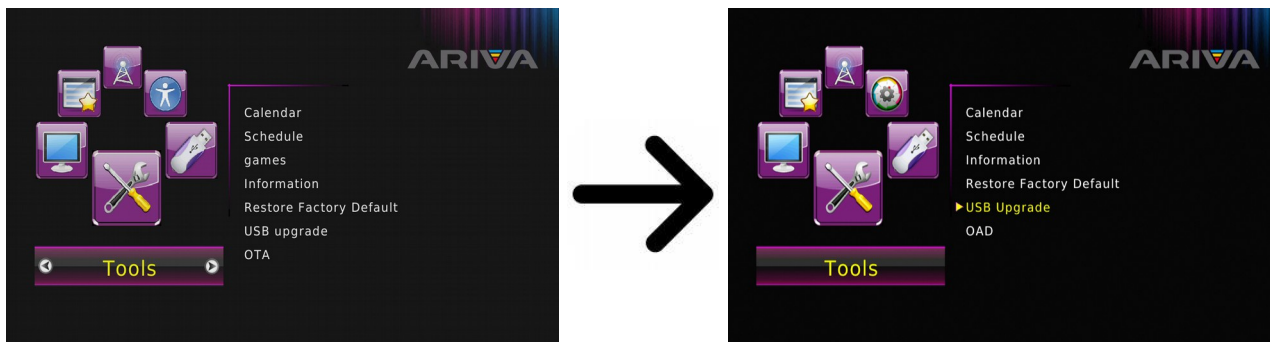 ARIVA
Calendar
Schedule
games
Information
Restore Factory Default
USB upgrade
OTA
Tools
ARIVA
Calendar
Schedule
Information
Restore Factory Default
USB Upgrade
OAD
Tools